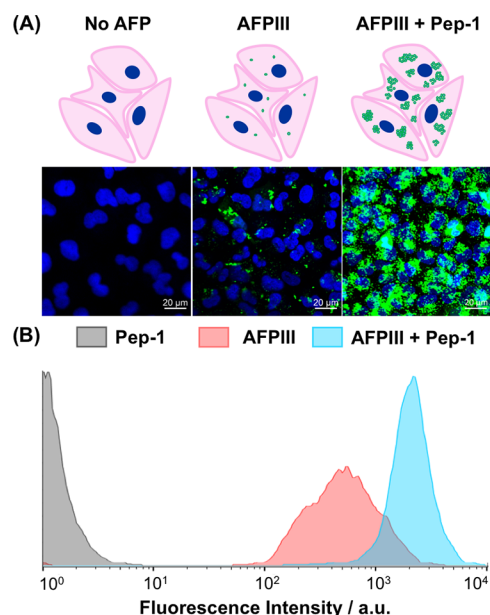 (A)
No AFP AFPIII AFPIII + Pep-1
20 μm 20 μm 20 μm
(B)
Pep-1 AFPIII AFPIII + Pep-1
10⁰ 10¹ 10² 10³ 10⁴
Fluorescence Intensity / a.u.